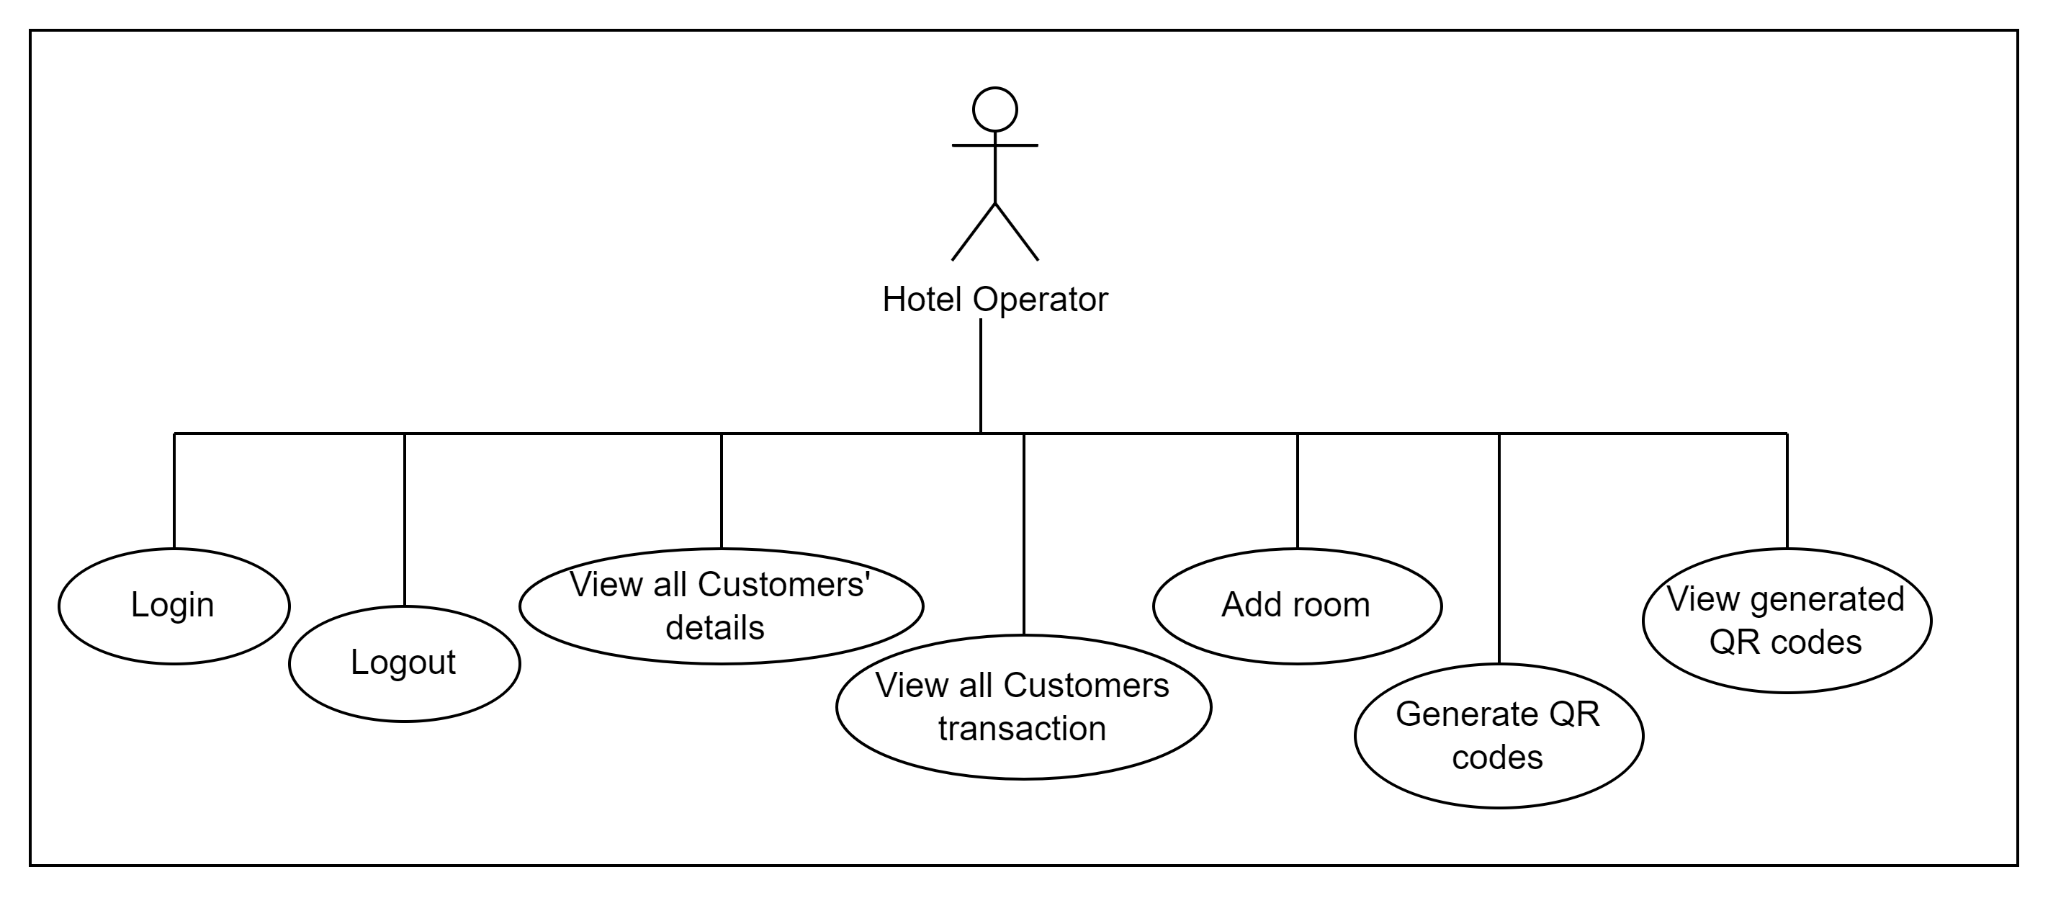 Hotel Operator
Login
Logout
View all Customers'
details
View all Customers
transaction
Add room
Generate QR
codes
View generated
QR codes